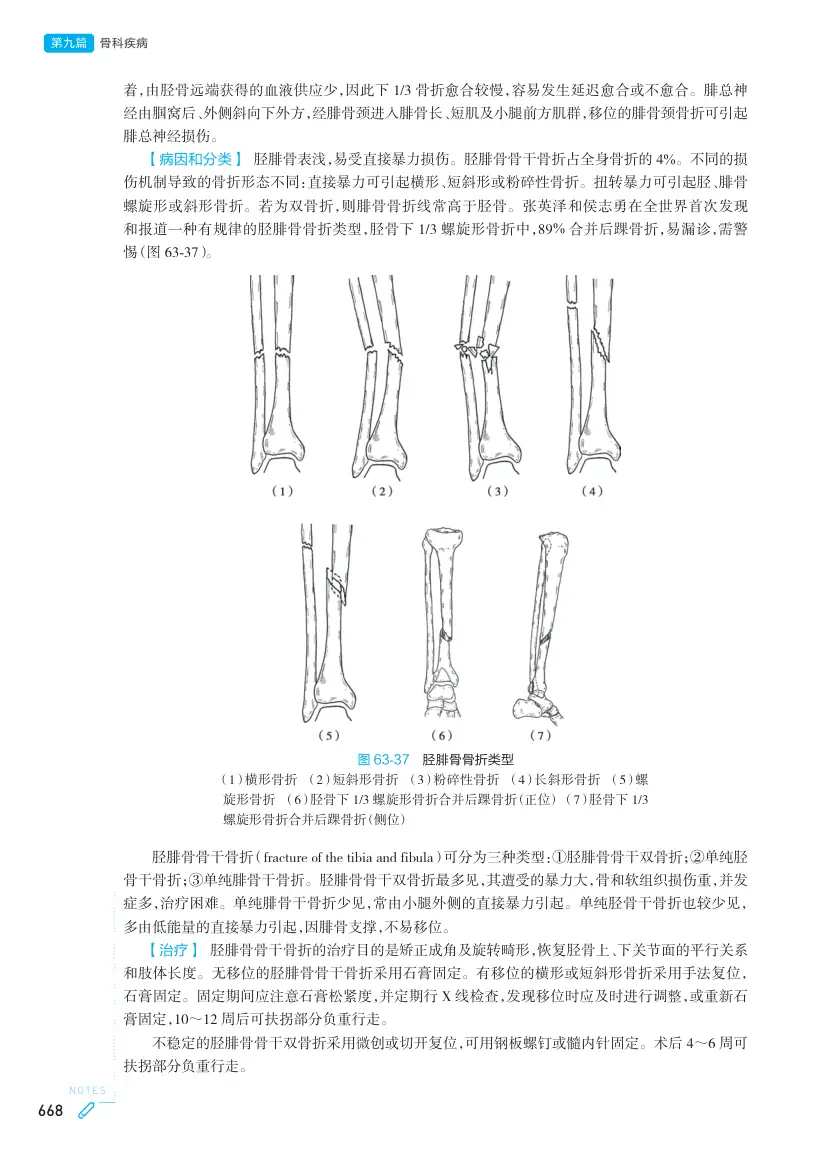 第九篇 骨科疾病
着,由胫骨远端获得的血液供应少,因此下 1/3 骨折愈合较慢,容易发生延迟愈合或不愈合。腓总神
经由腘窝后、外侧斜向下外方,经腓骨颈进入腓骨长、短肌及小腿前方肌群,移位的腓骨颈骨折可引起
腓总神经损伤。
【病因和分类】 胫腓骨表浅,易受直接暴力损伤。胫腓骨骨干骨折占全身骨折的 4%。不同的损
伤机制导致的骨折形态不同:直接暴力可引起横形、短斜形或粉碎性骨折。扭转暴力可引起胫、腓骨
螺旋形或斜形骨折。若为双骨折,则腓骨骨折线常高于胫骨。张英泽和侯志勇在全世界首次发现
和报道一种有规律的胫腓骨骨折类型,胫骨下 1/3 螺旋形骨折中,89% 合并后踝骨折,易漏诊,需警
惕(图 63-37)。
(1) (2) (3) (4)
(5) (6) (7)
图 63-37 胫腓骨骨折类型
(1)横形骨折 (2)短斜形骨折 (3)粉碎性骨折 (4)长斜形骨折 (5)螺
旋形骨折 (6)胫骨下 1/3 螺旋形骨折合并后踝骨折(正位) (7)胫骨下 1/3
螺旋形骨折合并后踝骨折(侧位)
胫腓骨骨干骨折(fracture of the tibia and fibula)可分为三种类型:①胫腓骨骨干双骨折;②单纯胫
骨干骨折;③单纯腓骨干骨折。胫腓骨骨干双骨折最多见,其遭受的暴力大,骨和软组织损伤重,并发
症多,治疗困难。单纯腓骨干骨折少见,常由小腿外侧的直接暴力引起。单纯胫骨干骨折也较少见,
多由低能量的直接暴力引起,因腓骨支撑,不易移位。
【治疗】 胫腓骨骨干骨折的治疗目的是矫正成角及旋转畸形,恢复胫骨上、下关节面的平行关系
和肢体长度。无移位的胫腓骨骨干骨折采用石膏固定。有移位的横形或短斜形骨折采用手法复位,
石膏固定。固定期间应注意石膏松紧度,并定期行 X 线检查,发现移位时应及时进行调整,或重新石
膏固定,10～12 周后可扶拐部分负重行走。
不稳定的胫腓骨骨干双骨折采用微创或切开复位,可用钢板螺钉或髓内针固定。术后 4～6 周可
扶拐部分负重行走。
NOTES
668